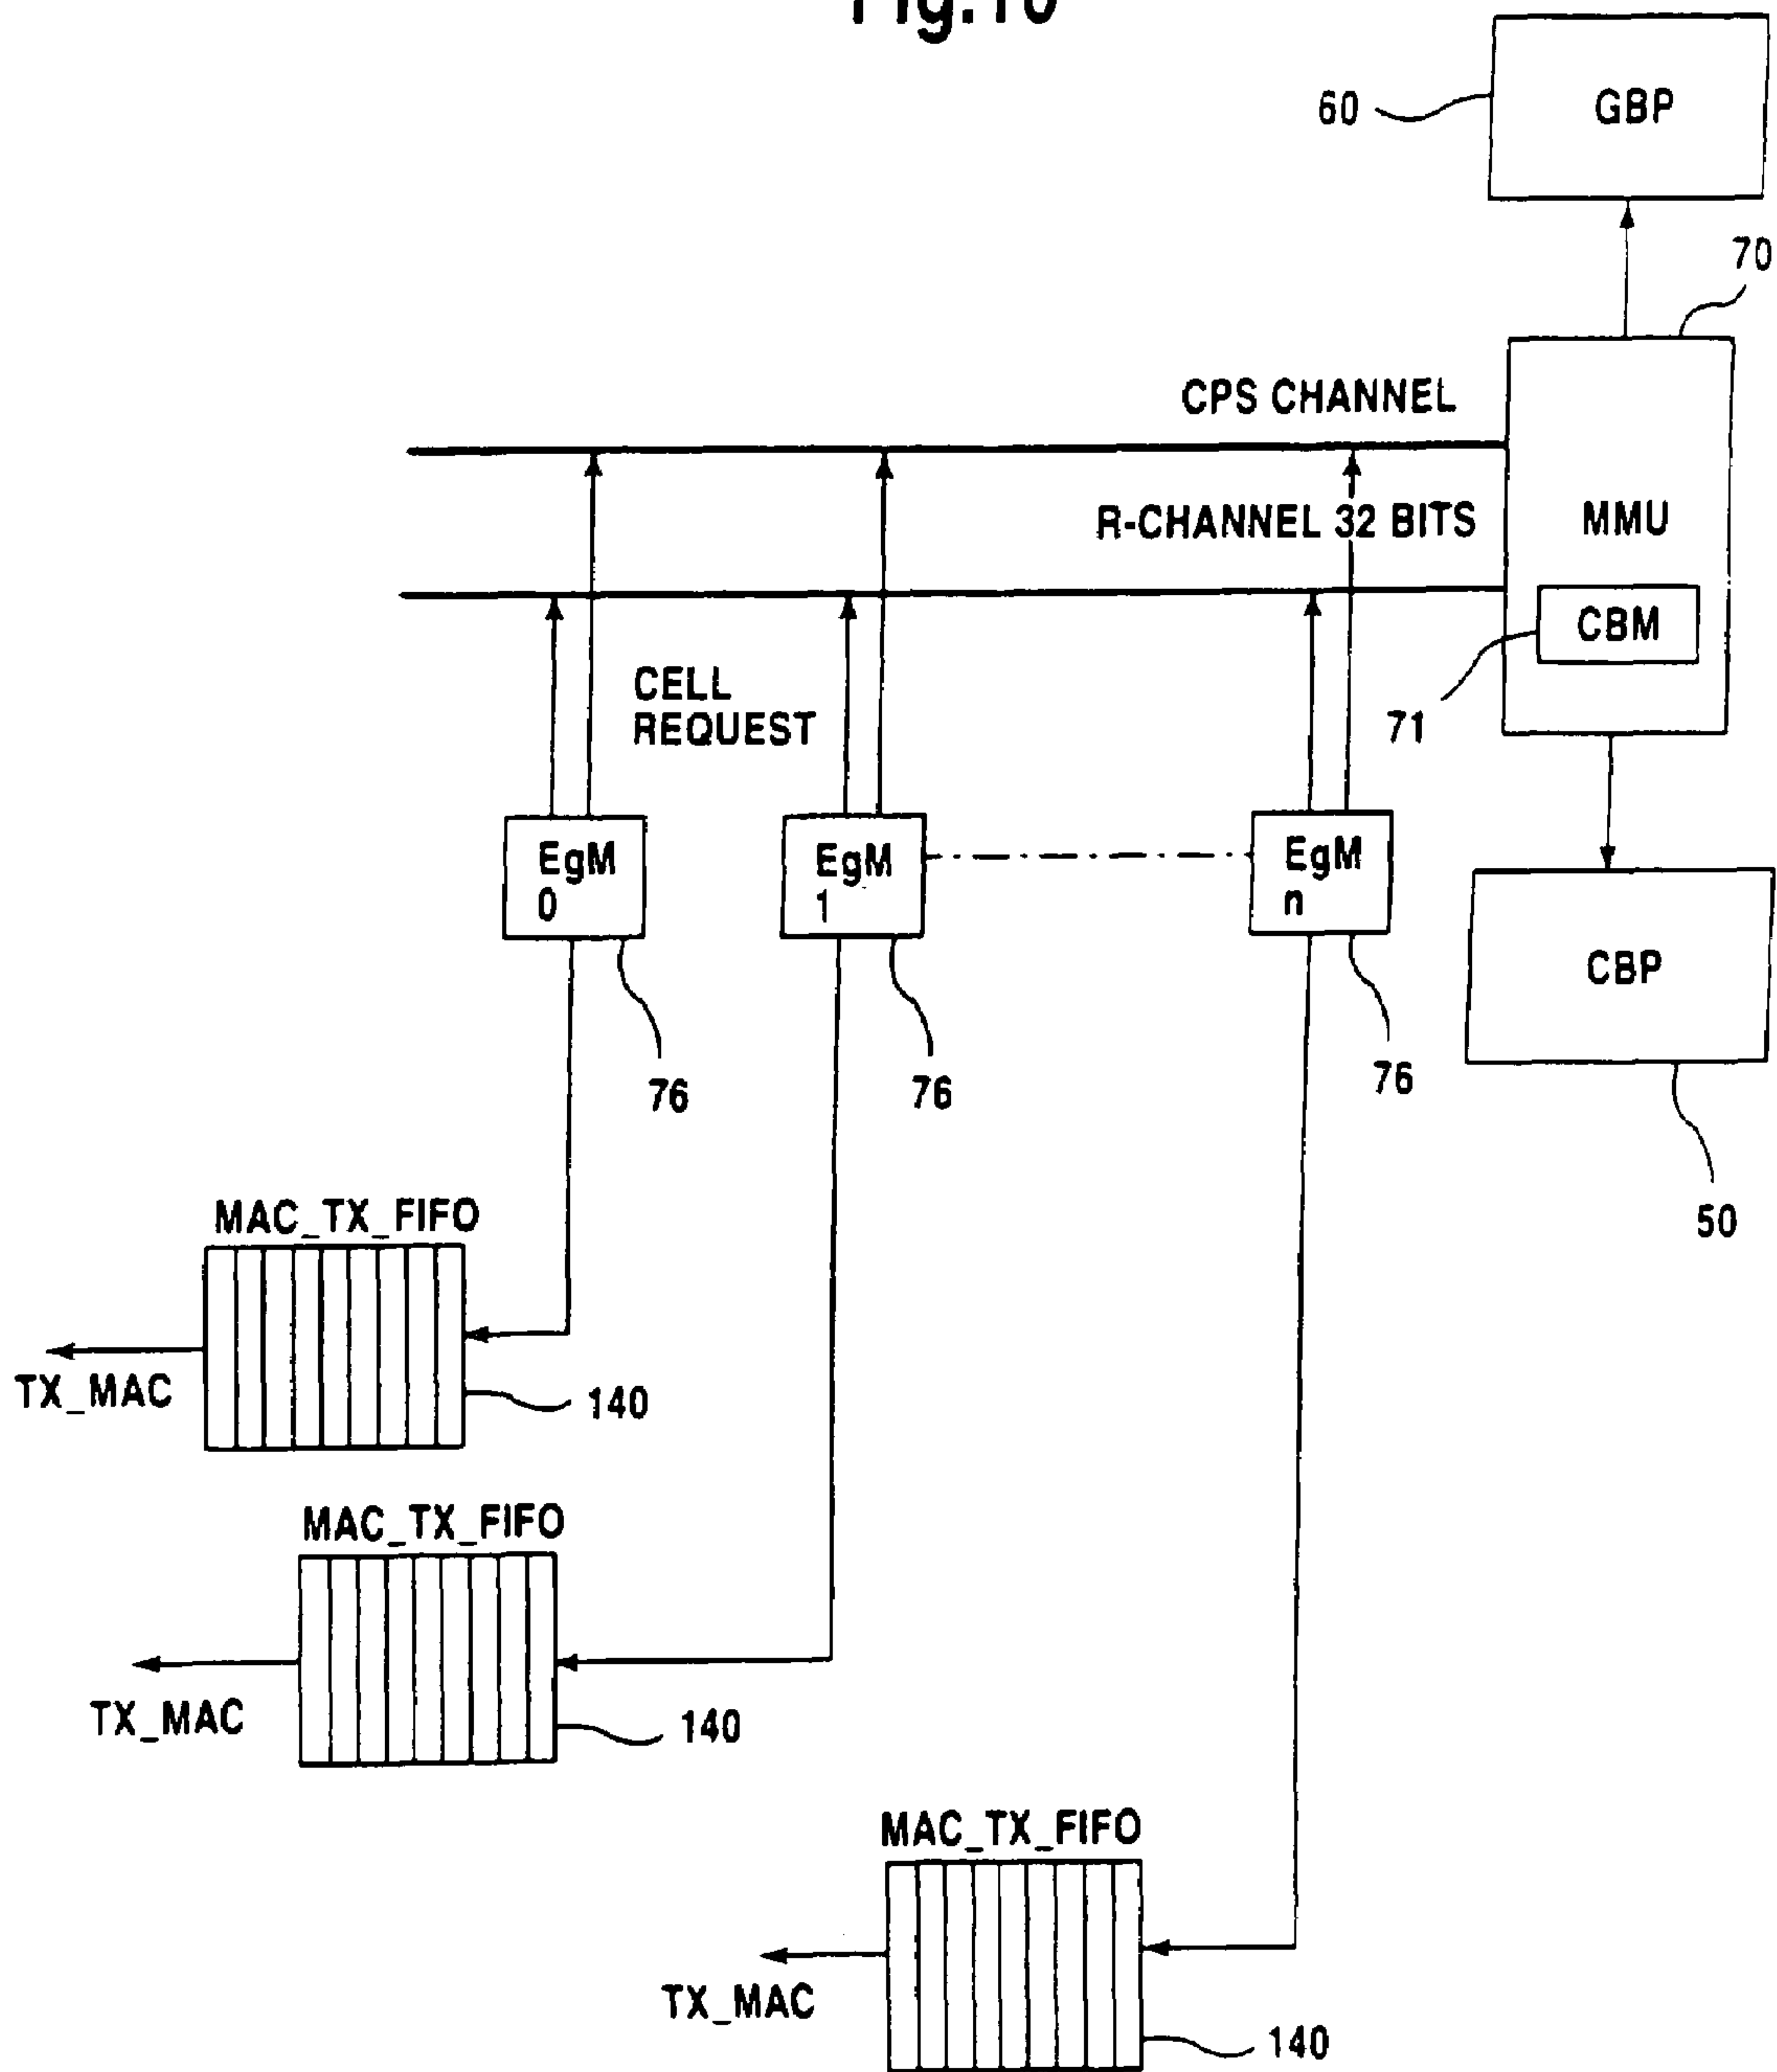 60
GBP
70
CPS CHANNEL
R-CHANNEL 32 BITS
MMU
CBM
CELL
REQUEST
71
EgM
0
EgM
1
EgM
n
CBP
76
76
76
50
MAC_TX_FIFO
TX_MAC
140
MAC_TX_FIFO
TX_MAC
140
MAC_TX_FIFO
TX_MAC
140